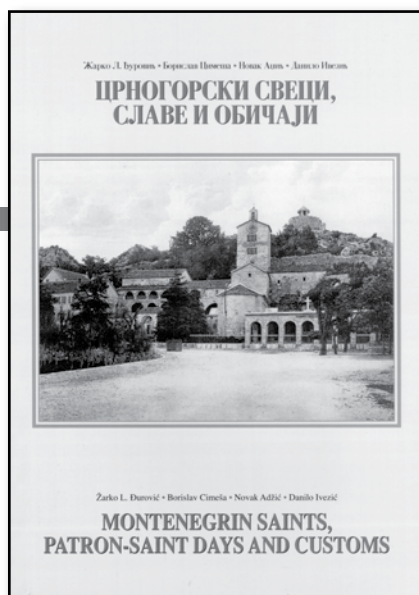 Жарко Л. Ђуровић • Борислав Цимеша • Новак Аџић • Данило Ивезић
ЦРНОГОРСКИ СВЕЦИ,
СЛАВЕ И ОБИЧАЈИ
Žarko L. Đurović • Borislav Cimeša • Novak Adžić • Danilo Ivezić
MONTENEGRIN SAINTS,
PATRON-SAINT DAYS AND CUSTOMS